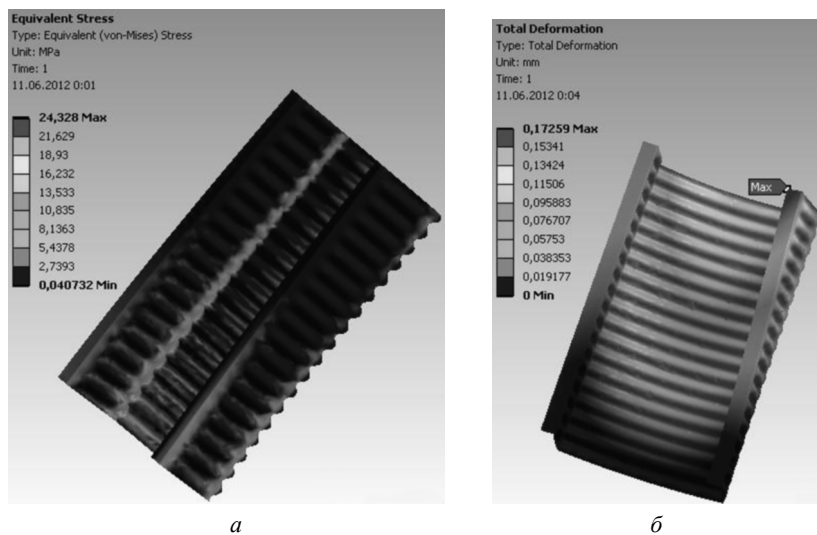 Equivalent Stress
Type: Equivalent (von-Mises) Stress
Unit: MPa
Time: 1
11.06.2012 0:01
24,328 Max
21,629
18,93
16,232
13,533
10,835
8,1363
5,4378
2,7393
0,040732 Min
Total Deformation
Type: Total Deformation
Unit: mm
Time: 1
11.06.2012 0:04
0,17259 Max
0,15341
0,13424
0,11506
0,095883
0,076707
0,05753
0,038353
0,019177
0 Min
Max
а
б